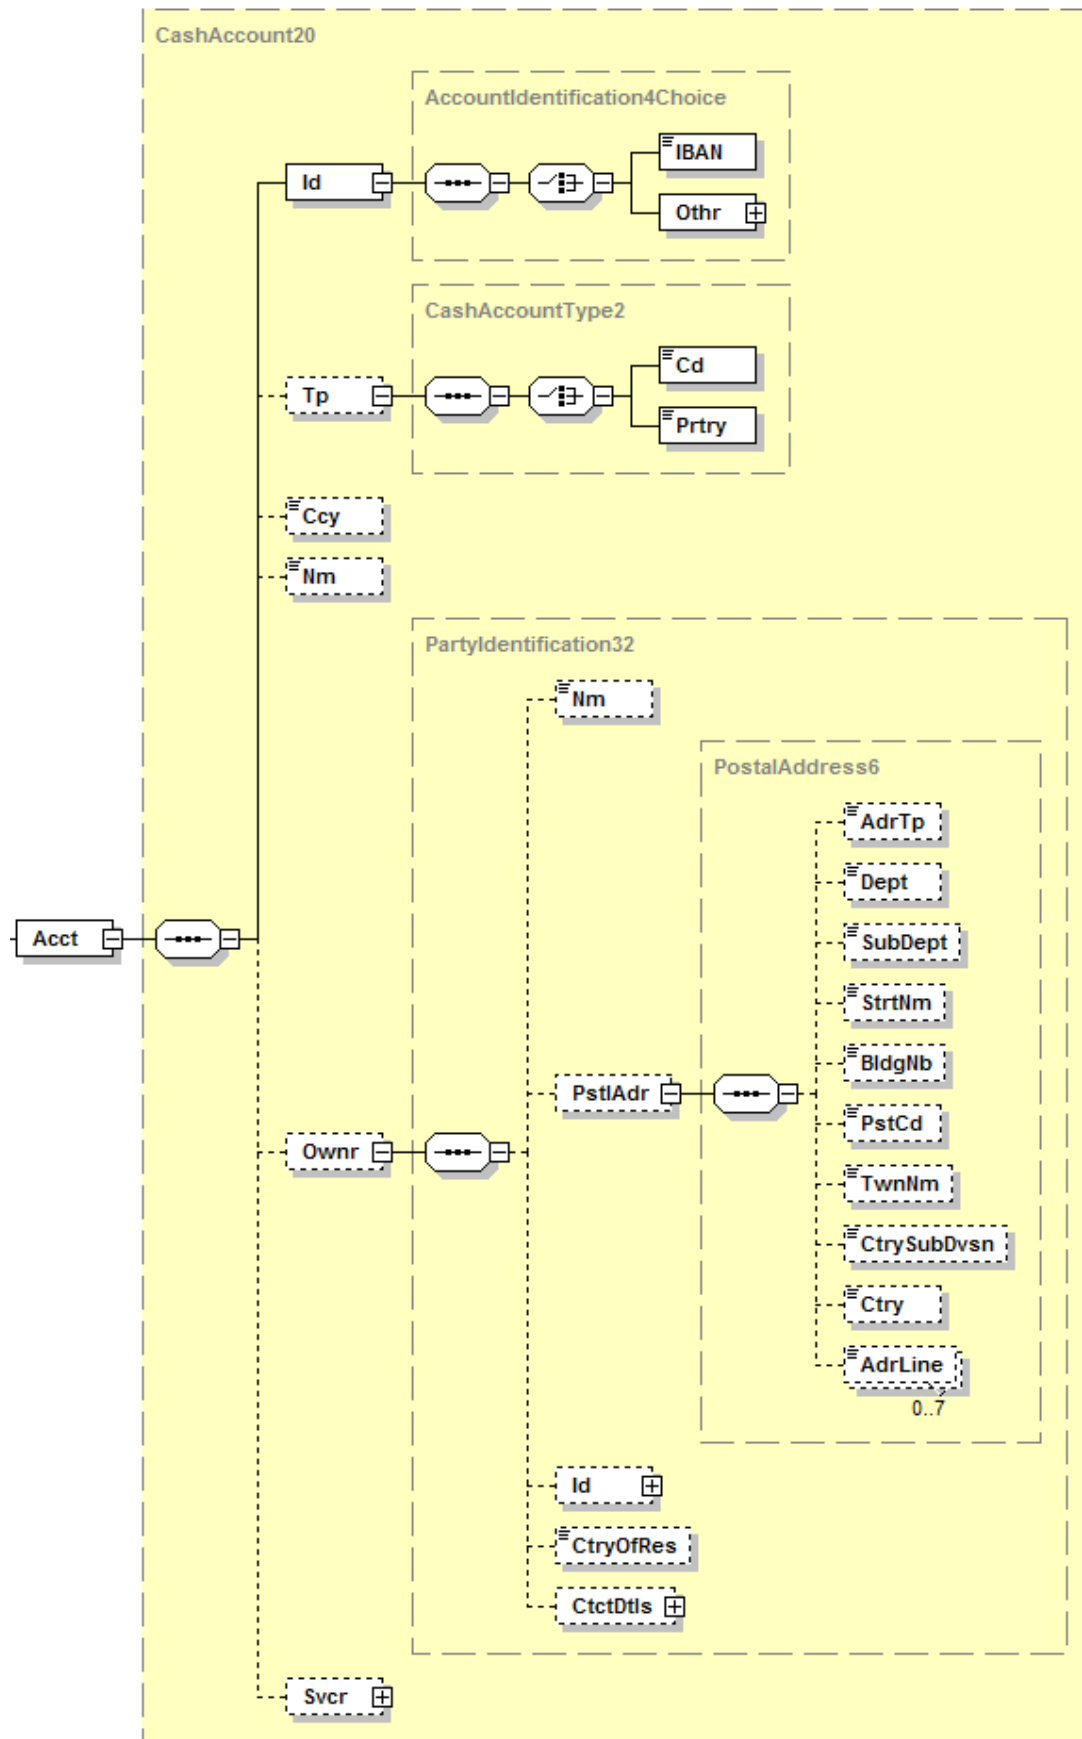 CashAccount20
AccountIdentification4Choice
IBAN
Id
Othr
CashAccountType2
Cd
Tp
Prtry
Ccy
Nm
PartyIdentification32
Nm
PostalAddress6
AdrTp
Dept
SubDept
Acct
StrtNm
BldgNb
PstlAdr
PstCd
Ownr
TwnNm
CtrySubDvsn
Ctry
AdrLine
0..7
Id
CtryOfRes
CtctDtls
Svcr